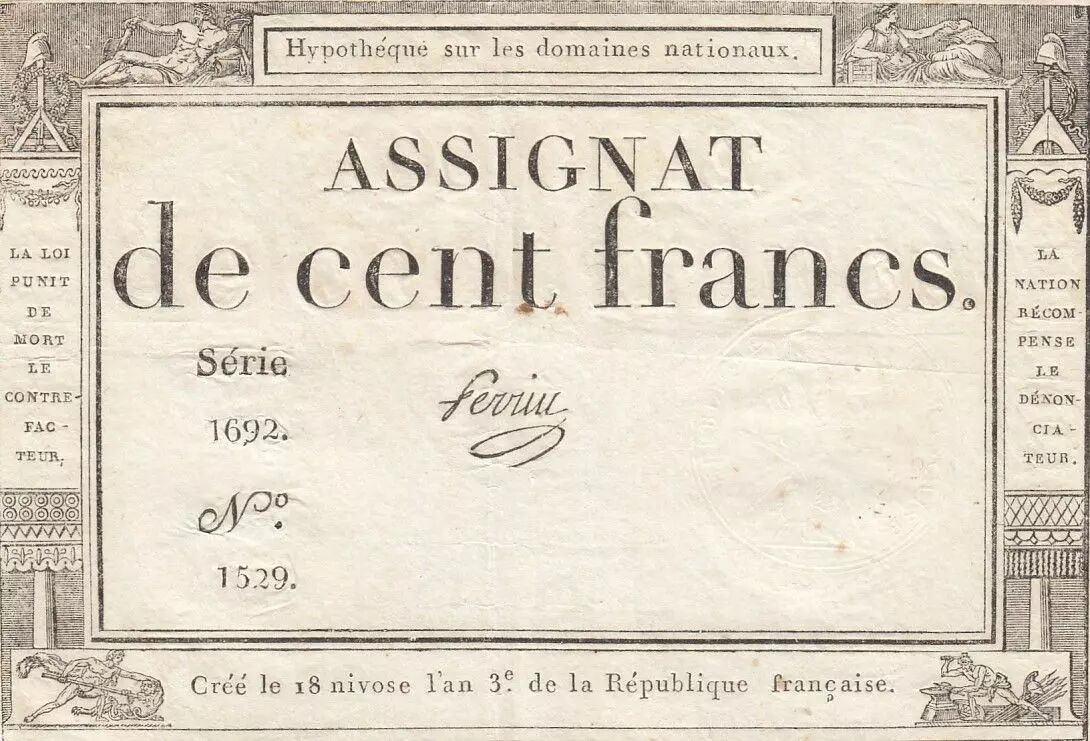 Hypothéque sur les domaines nationaux.
ASSIGNAT
de cent francs.
LA LOI
PUNIT
DE
MORT
LE
CONTRE-
FAC-
TEUR.
Série
1692.
Nº.
1529.
LA
NATION
RÉCOM-
PENSE
LE
DÉNON-
CIA-
TEUR.
Créé le 18 nivose l'an 3e. de la République française.